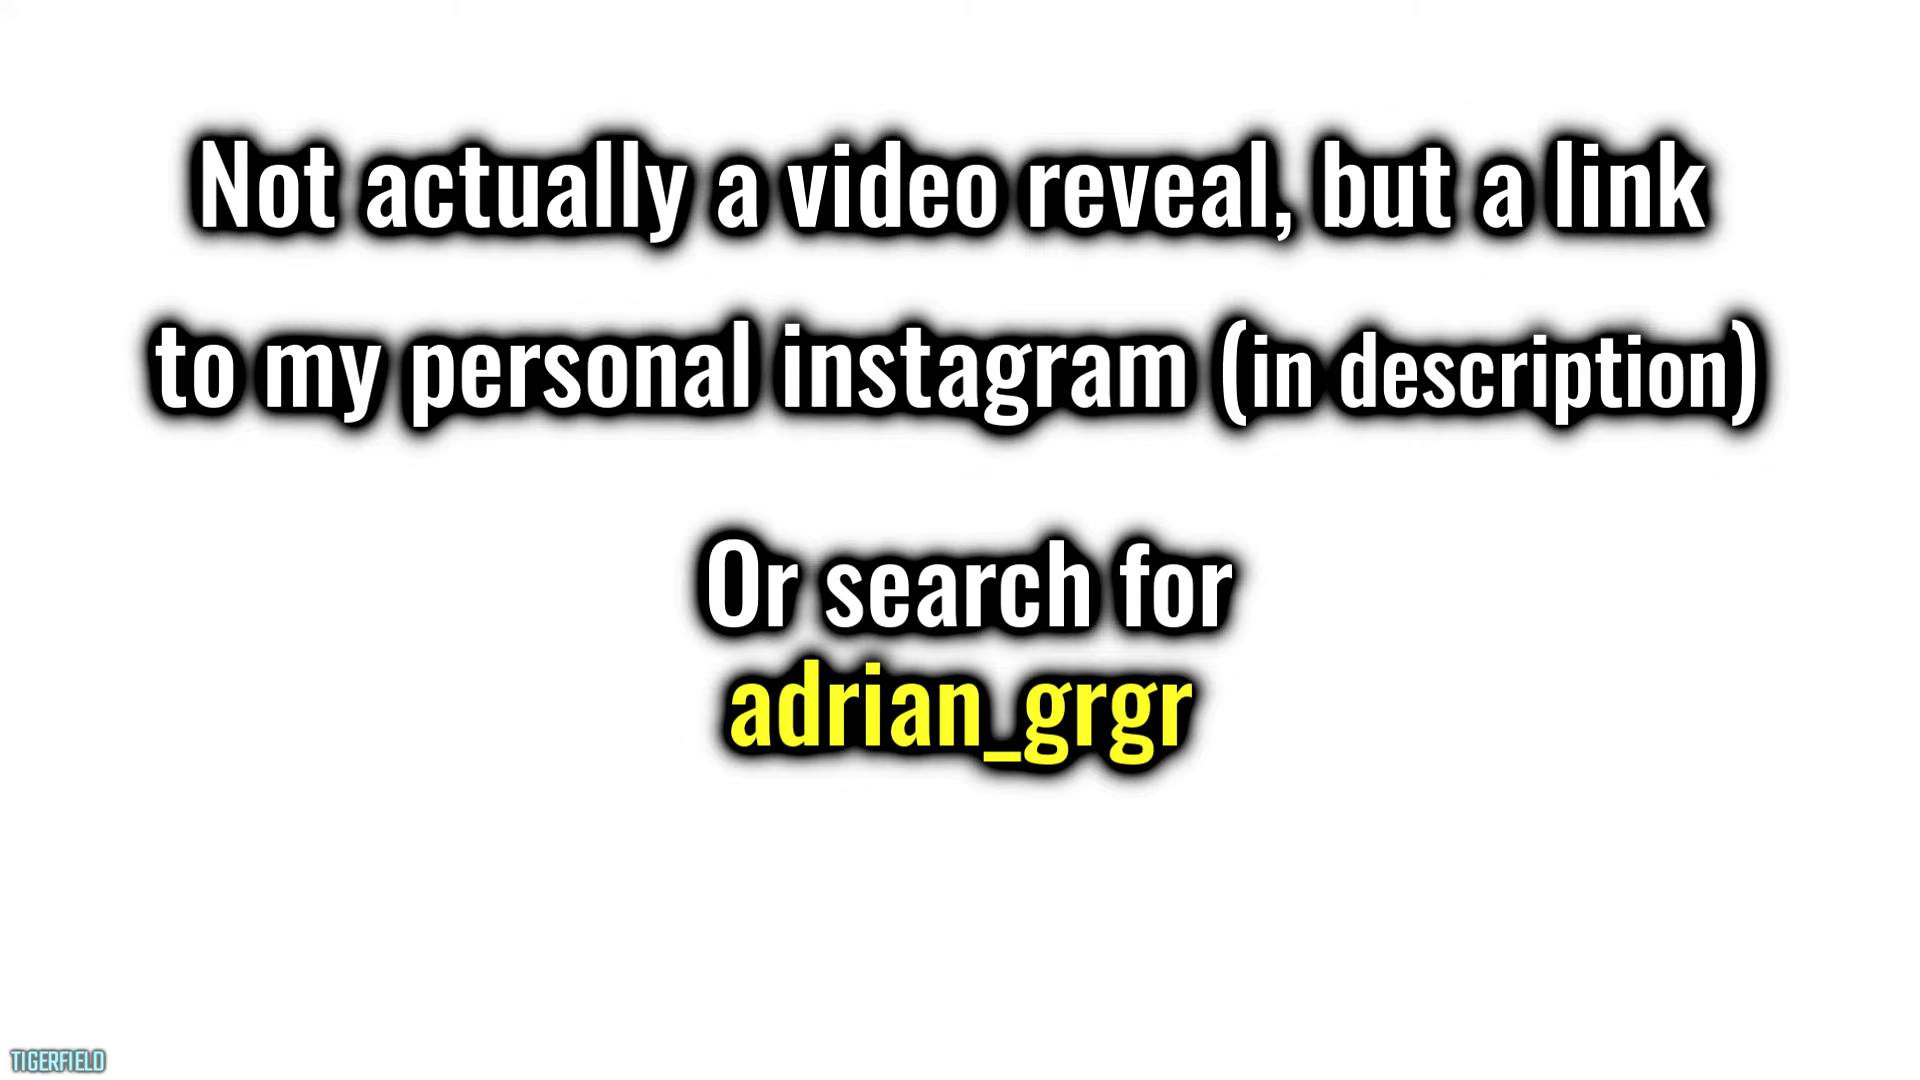 Not actually a video reveal, but a link
to my personal instagram (in description)
Or search for
adrian_grgr
TIGERFIELD